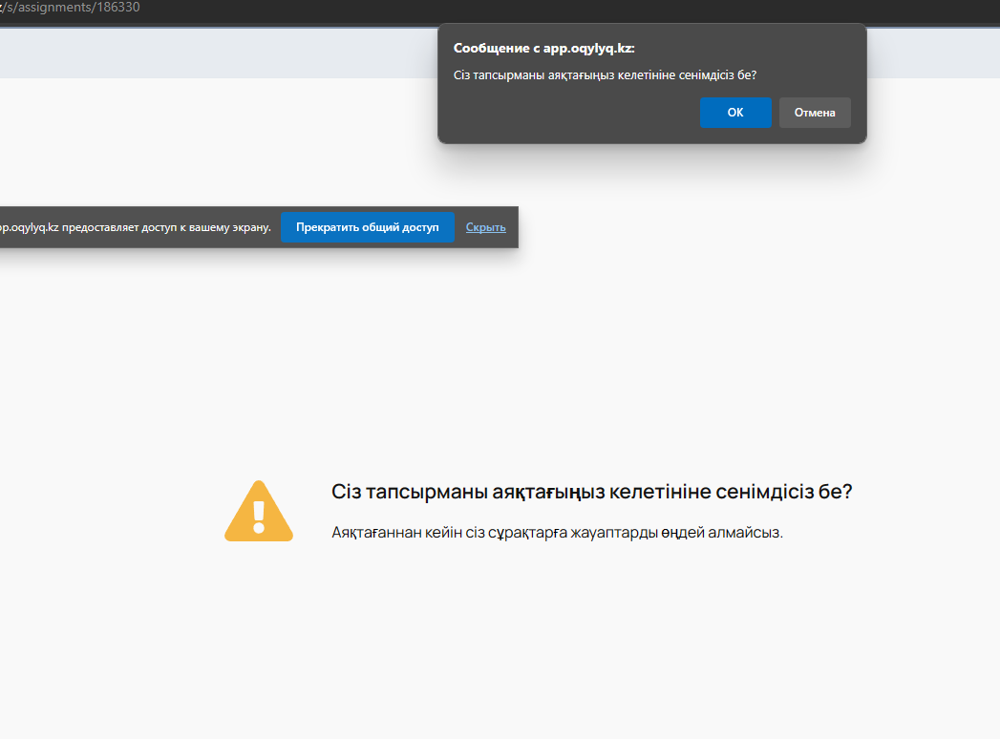 /s/assignments/186330
Сообщение с app.oqylyq.kz:
Сіз тапсырманы аяқтағыңыз келетініне сенімдісіз бе?
ОК
Отмена
pp.oqylyq.kz предоставляет доступ к вашему экрану.
Прекратить общий доступ
Скрыть
Сіз тапсырманы аяқтағыңыз келетініне сенімдісіз бе?
Аяқтағаннан кейін сіз сұрақтарға жауаптарды өңдей алмайсыз.